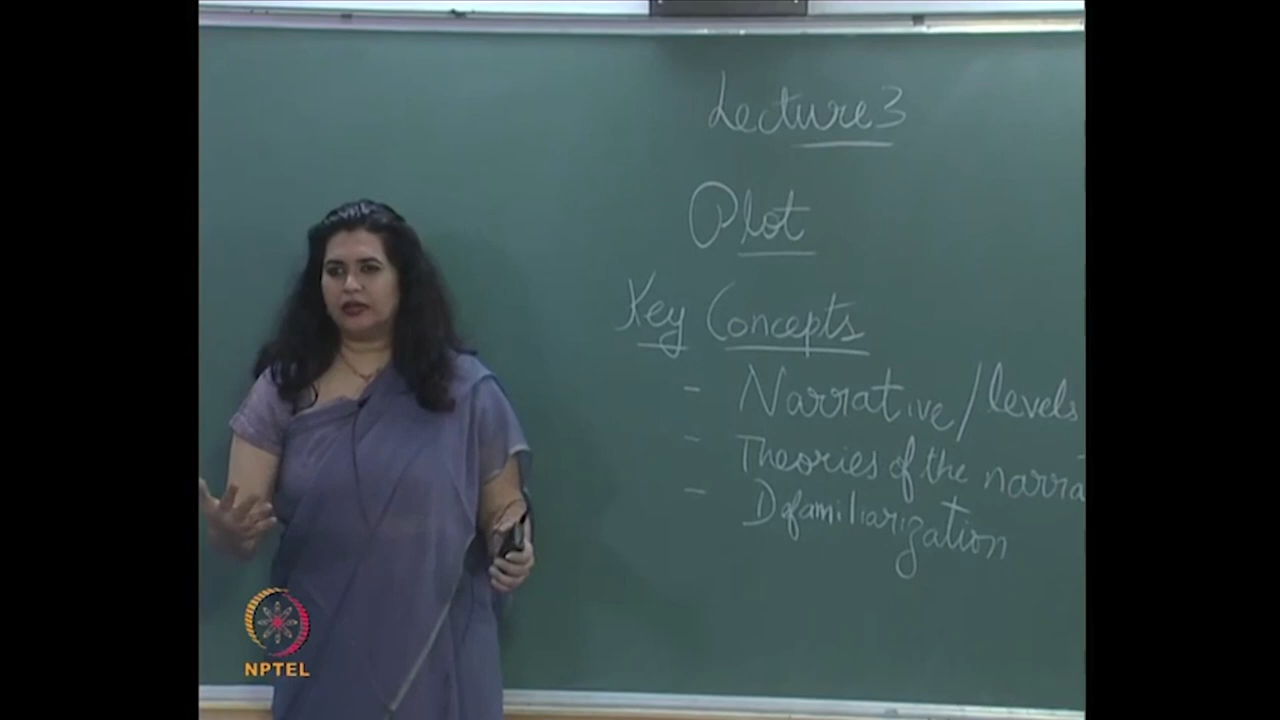 Lecture 3
Plot
Key Concepts
- Narrative/levels
- Theories of the narra
- Defamiliarization
NPTEL